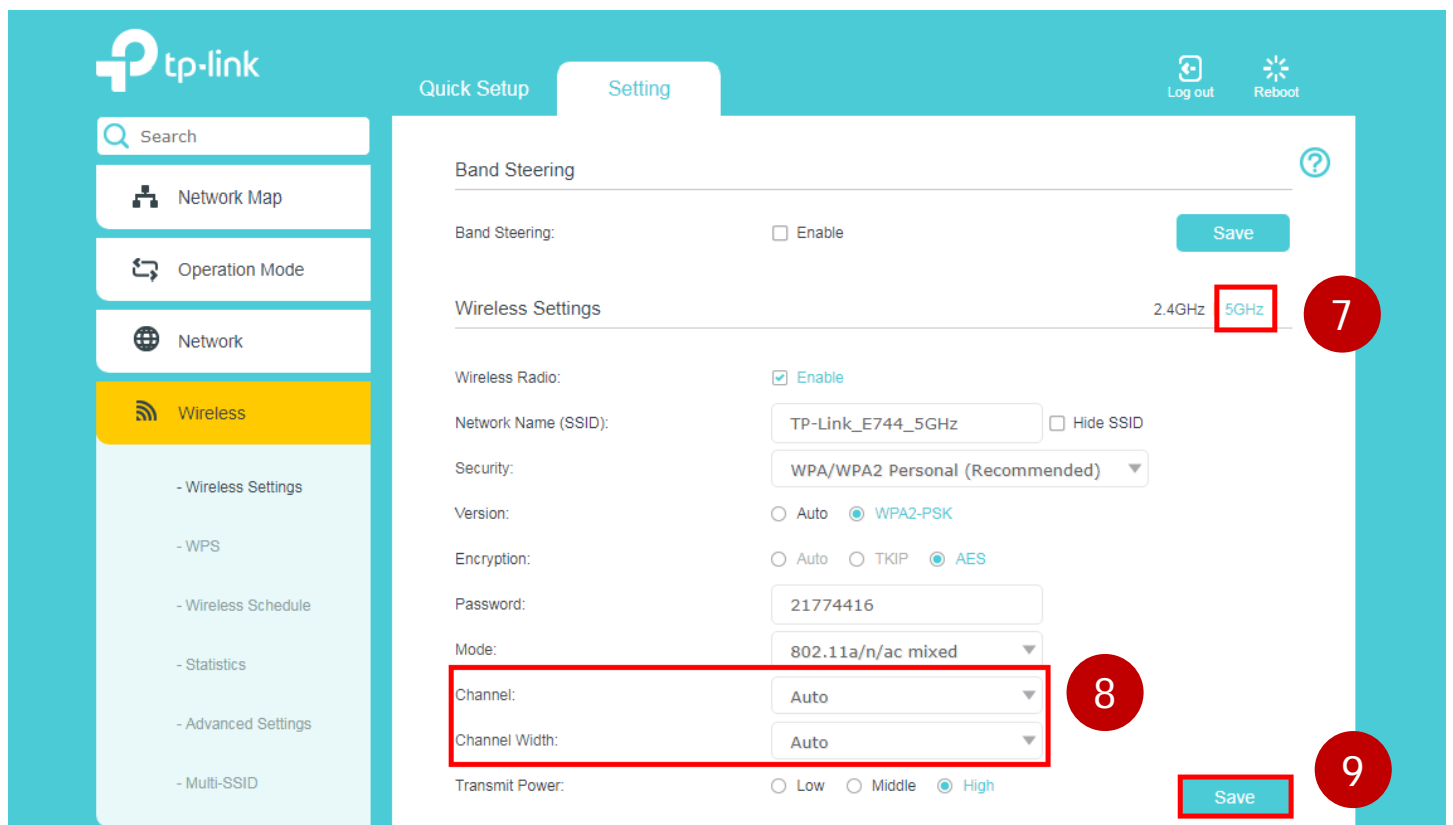 tp-link
Quick Setup Setting Log out Reboot
Search
Network Map
Operation Mode
Network
Wireless
- Wireless Settings
- WPS
- Wireless Schedule
- Statistics
- Advanced Settings
- Multi-SSID
Band Steering ?
Band Steering: Enable Save
Wireless Settings 2.4GHz 5GHz 7
Wireless Radio: Enable
Network Name (SSID): TP-Link_E744_5GHz Hide SSID
Security: WPA/WPA2 Personal (Recommended)
Version: Auto WPA2-PSK
Encryption: Auto TKIP AES
Password: 21774416
Mode: 802.11a/n/ac mixed
Channel: Auto 8
Channel Width: Auto
Transmit Power: Low Middle High Save 9